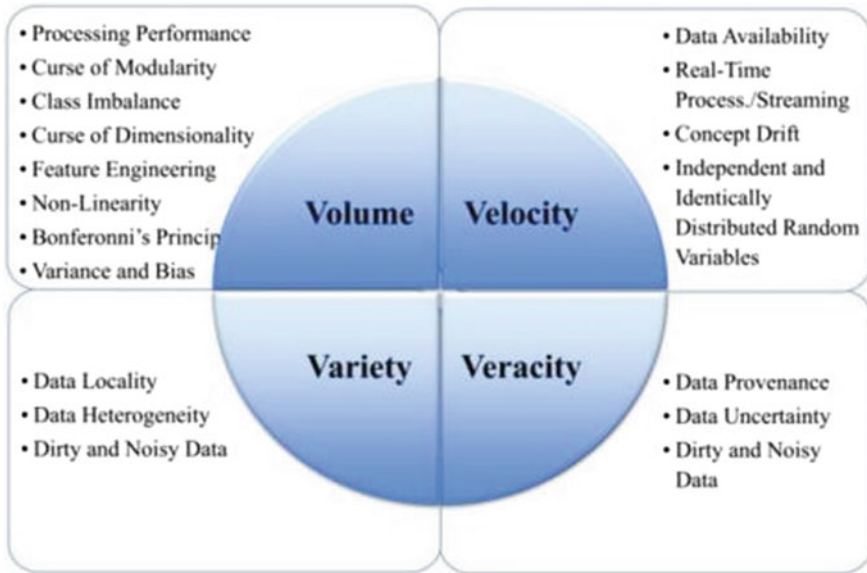 • Processing Performance
• Curse of Modularity
• Class Imbalance
• Curse of Dimensionality
• Feature Engineering
• Non-Linearity
• Bonferonni's Princip
• Variance and Bias
Volume
Velocity
• Data Availability
• Real-Time
Process./Streaming
• Concept Drift
• Independent and
Identically
Distributed Random
Variables
• Data Locality
• Data Heterogeneity
• Dirty and Noisy Data
Variety
Veracity
• Data Provenance
• Data Uncertainty
• Dirty and Noisy
Data